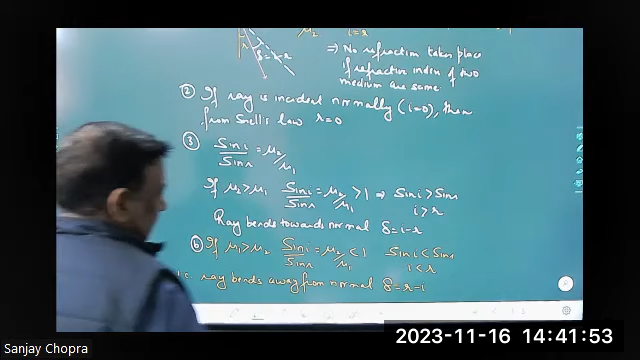 μ2 i=r
r δ=i-r
⇒ No refraction takes place
if refractive index of two
medium are same.
② If ray is incident normally (i=0), then
from Snell's law r=0
③ Sin i / Sin r = μ2/μ1
If μ2>μ1 Sin i / Sin r = μ2/μ1 >1 ⇒ Sin i > Sin r
i>r
Ray bends towards normal δ=i-r
ⓑ If μ1>μ2 Sin i / Sin r = μ2/μ1 <1 Sin i < Sin r
i<r
i.e. ray bends away from normal δ=r-i
2023-11-16 14:41:53
Sanjay Chopra